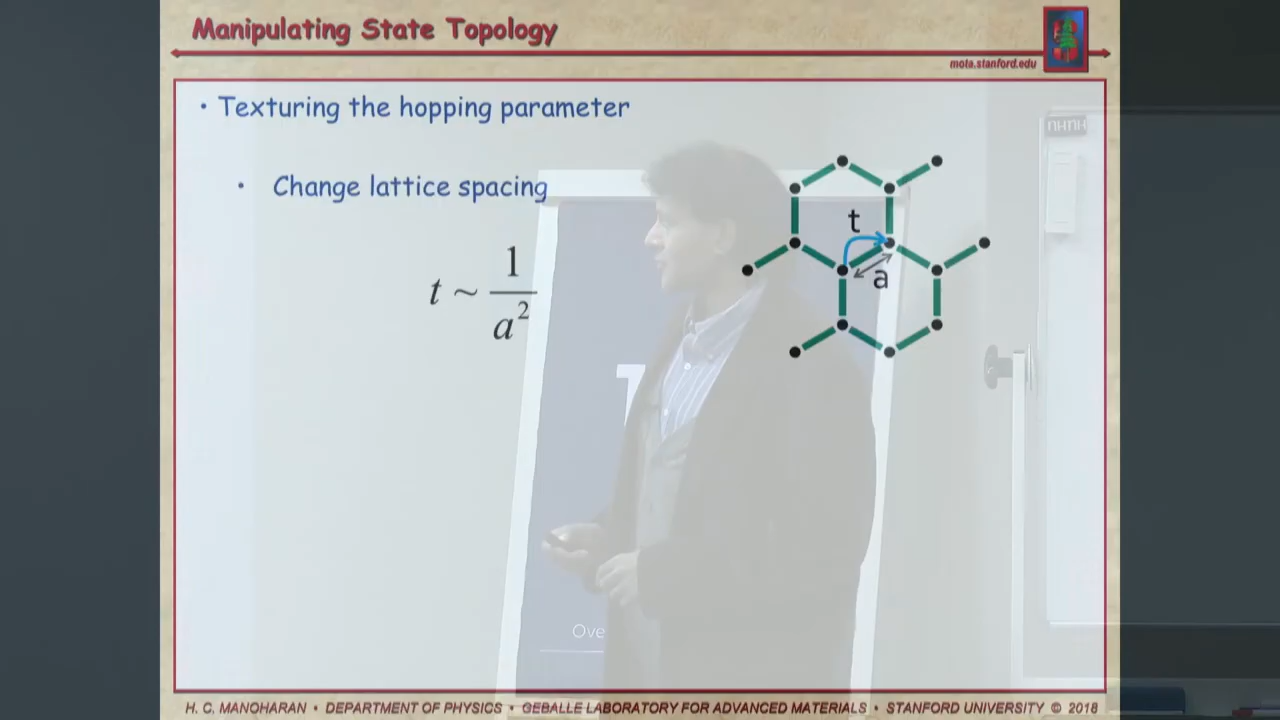 Manipulating State Topology
mota.stanford.edu
• Texturing the hopping parameter
• Change lattice spacing
t ~ 1/a²
t
a
Ove
H. C. MANOHARAN • DEPARTMENT OF PHYSICS • GEBALLE LABORATORY FOR ADVANCED MATERIALS • STANFORD UNIVERSITY © 2018